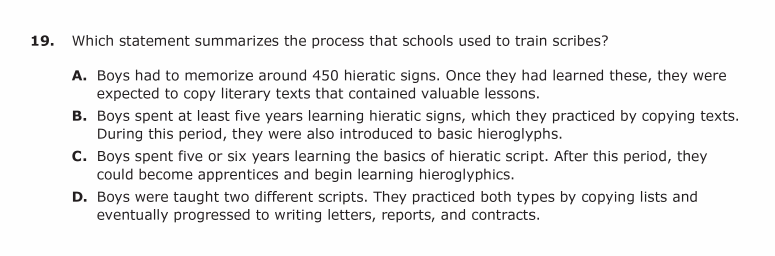 19. Which statement summarizes the process that schools used to train scribes?
A. Boys had to memorize around 450 hieratic signs. Once they had learned these, they were
expected to copy literary texts that contained valuable lessons.
B. Boys spent at least five years learning hieratic signs, which they practiced by copying texts.
During this period, they were also introduced to basic hieroglyphs.
C. Boys spent five or six years learning the basics of hieratic script. After this period, they
could become apprentices and begin learning hieroglyphics.
D. Boys were taught two different scripts. They practiced both types by copying lists and
eventually progressed to writing letters, reports, and contracts.